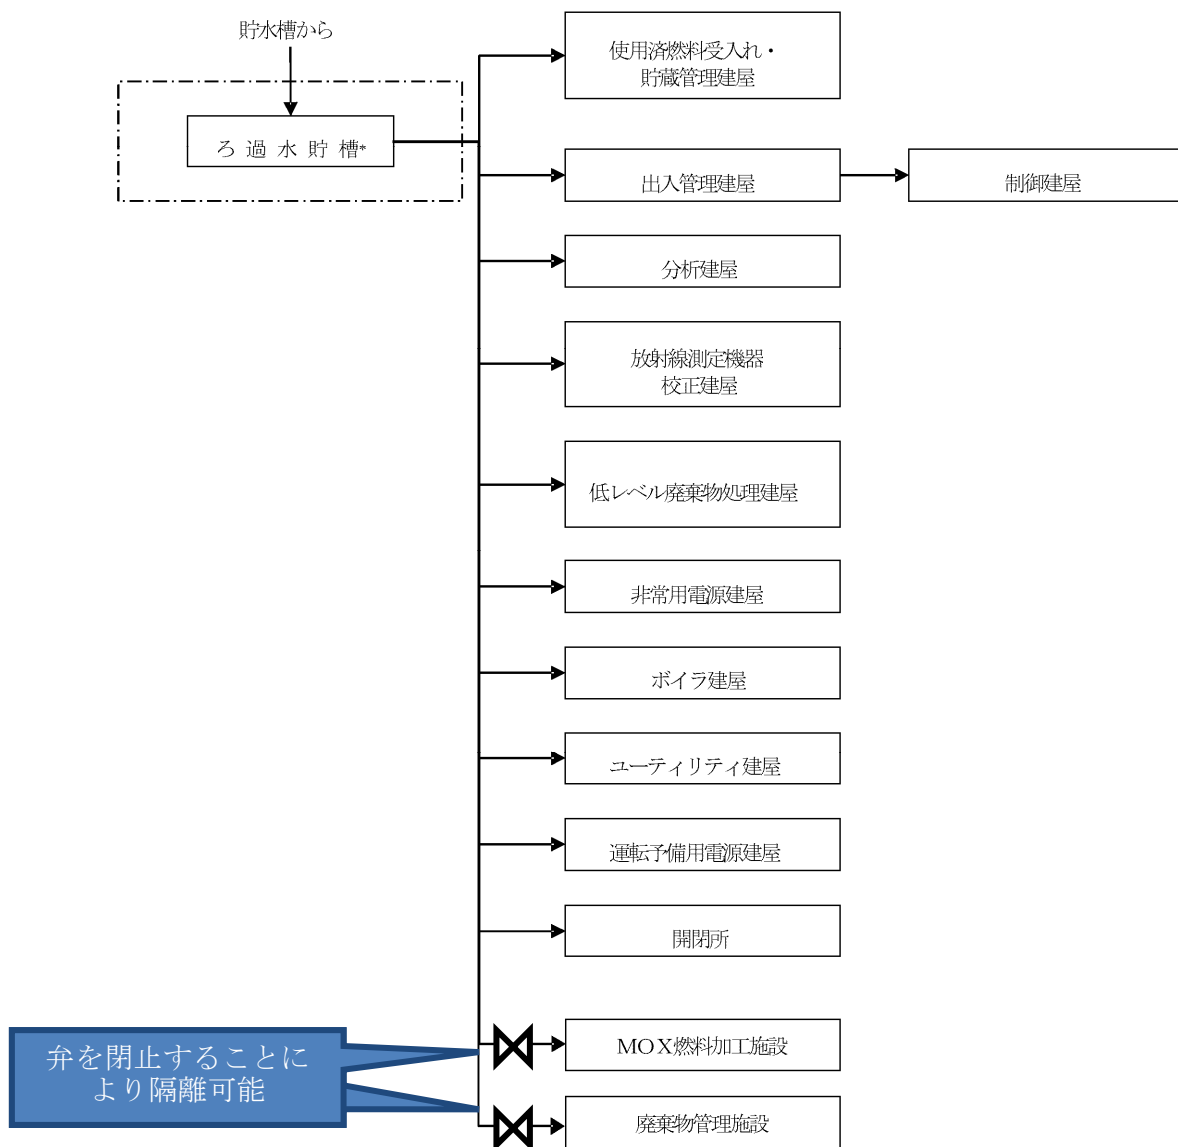 貯水槽から
ろ 過 水 貯 槽*
使用済燃料受入れ・
貯蔵管理建屋
出入管理建屋
制御建屋
分析建屋
放射線測定機器
校正建屋
低レベル廃棄物処理建屋
非常用電源建屋
ボイラ建屋
ユーティリティ建屋
運転予備用電源建屋
開閉所
弁を閉止することに
より隔離可能
MOX燃料加工施設
廃棄物管理施設